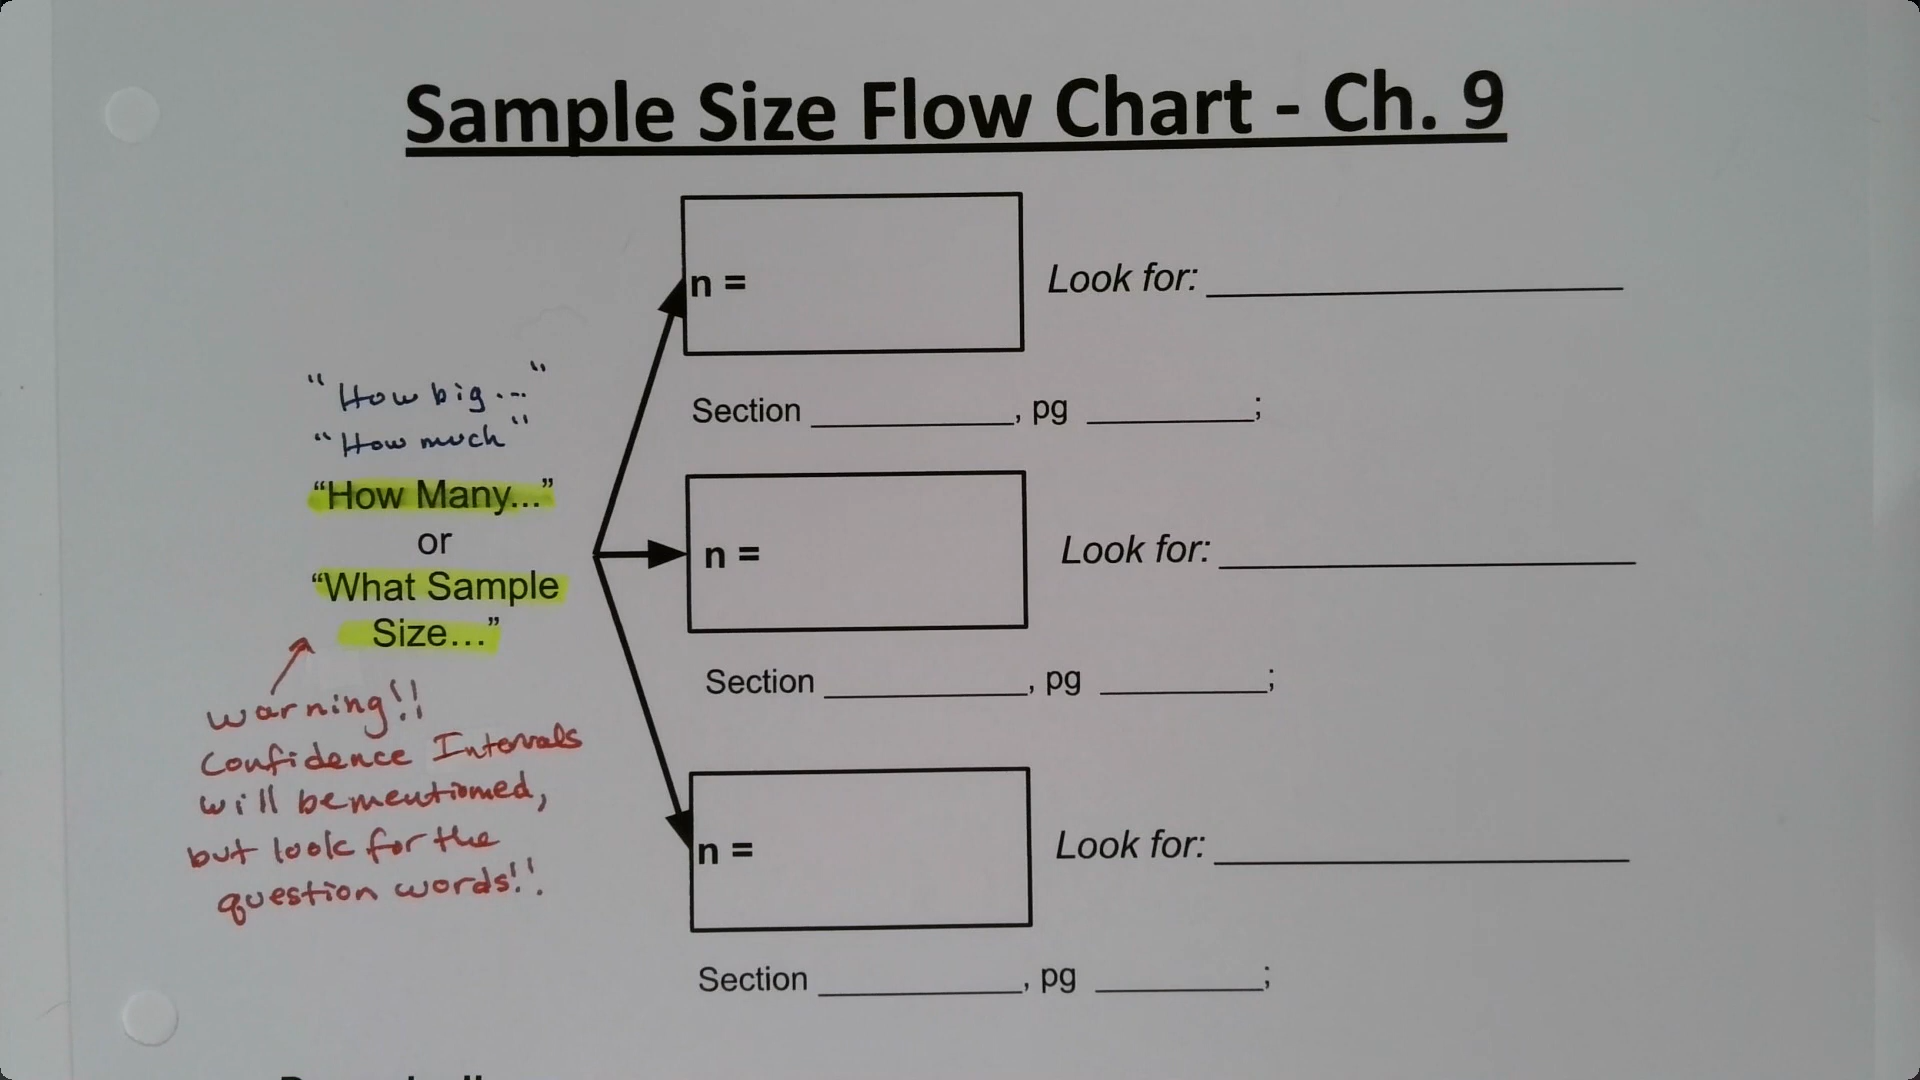 Sample Size Flow Chart - Ch. 9
n =
Look for:
Section , pg ;
"How big..."
"How much"
“How Many...”
or
“What Sample
Size...”
n =
Look for:
Section , pg ;
warning!!
Confidence Intervals
will be mentioned,
but look for the
question words!!
n =
Look for:
Section , pg ;